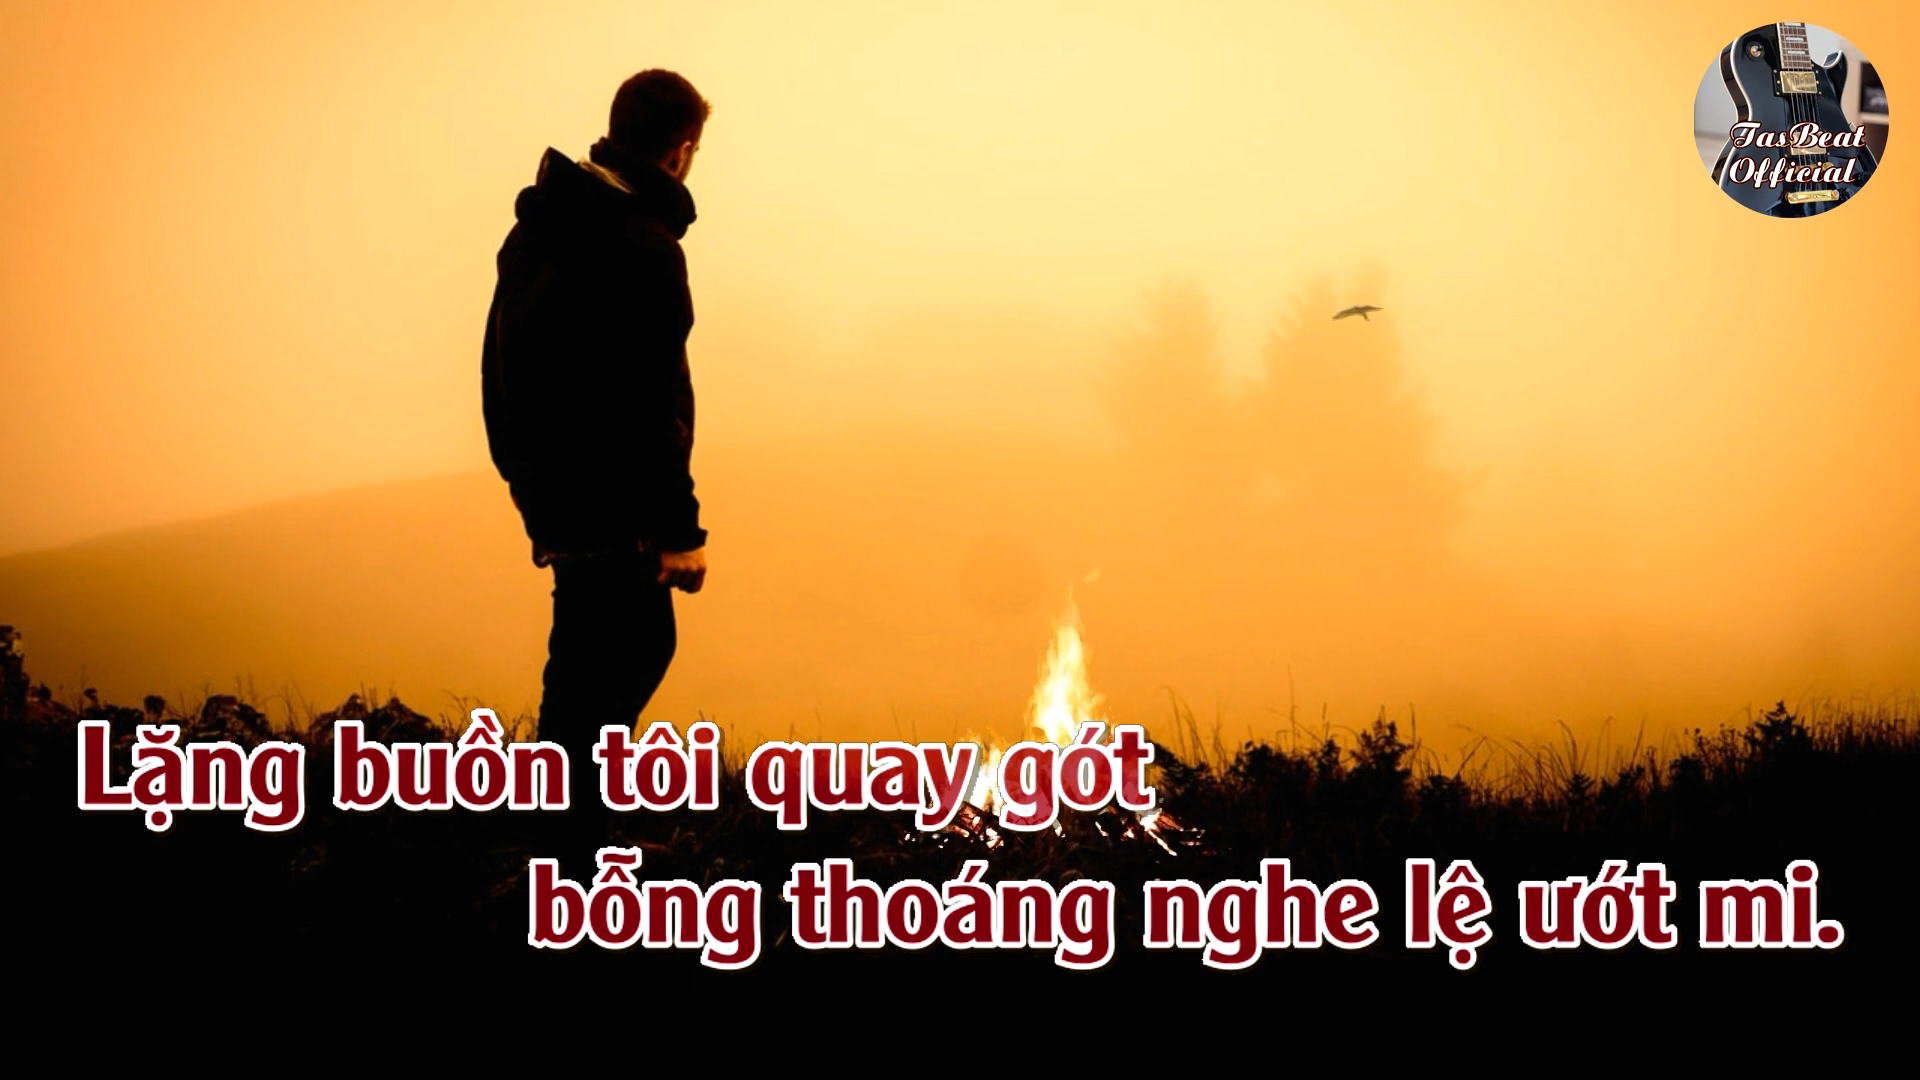 TasBeat
Official
Lặng buồn tôi quay gót
bỗng thoáng nghe lệ ướt mi.